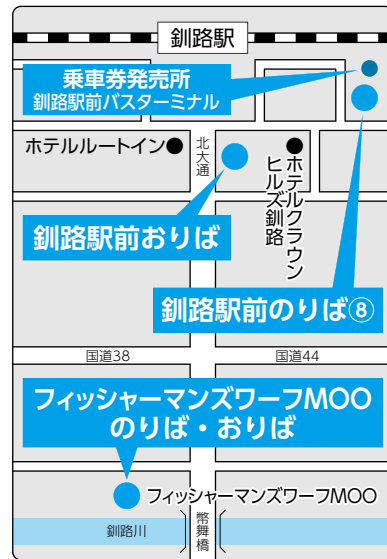 釧路駅
乗車券発売所
釧路駅前バスターミナル
ホテルルートイン
北大通
ホテルクラウン
ヒルズ釧路
釧路駅前おりば
釧路駅前のりば⑧
国道38
国道44
フィッシャーマンズワーフMOO
のりば・おりば
フィッシャーマンズワーフMOO
釧路川
幣舞橋